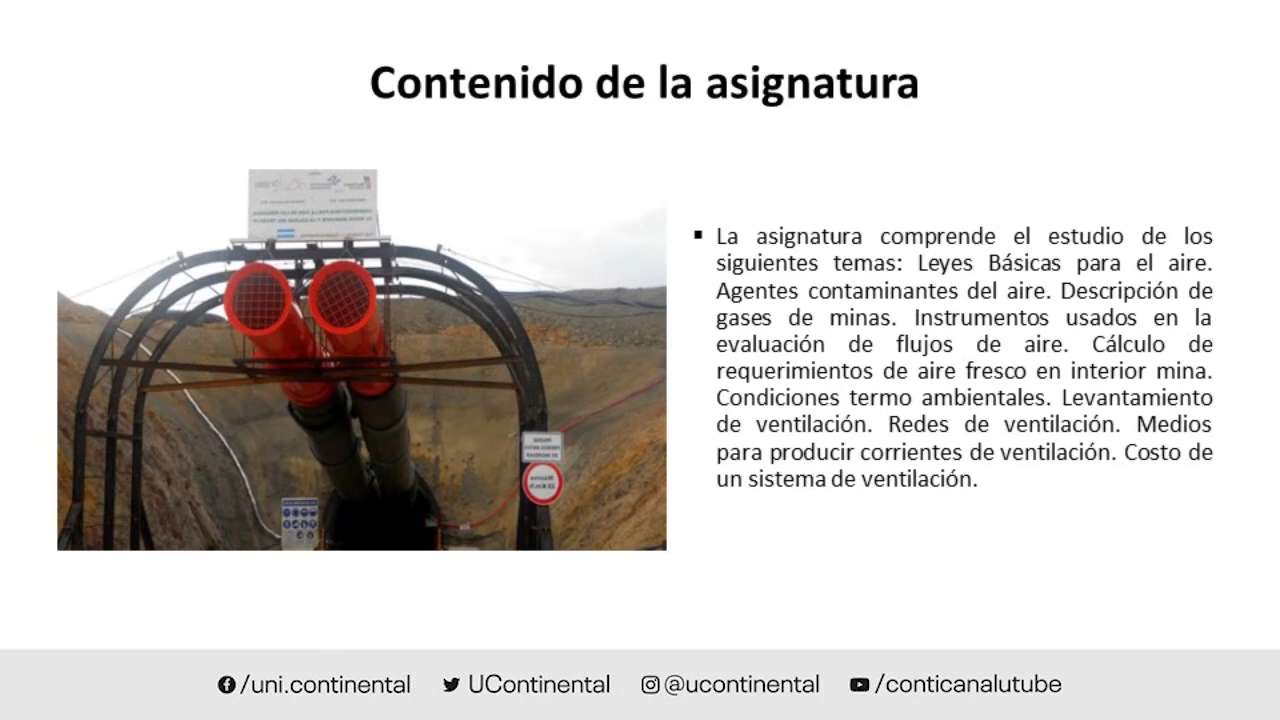 Contenido de la asignatura
▪ La asignatura comprende el estudio de los
siguientes temas: Leyes Básicas para el aire.
Agentes contaminantes del aire. Descripción de
gases de minas. Instrumentos usados en la
evaluación de flujos de aire. Cálculo de
requerimientos de aire fresco en interior mina.
Condiciones termo ambientales. Levantamiento
de ventilación. Redes de ventilación. Medios
para producir corrientes de ventilación. Costo de
un sistema de ventilación.
/uni.continental UContinental @ucontinental /conticanalutube